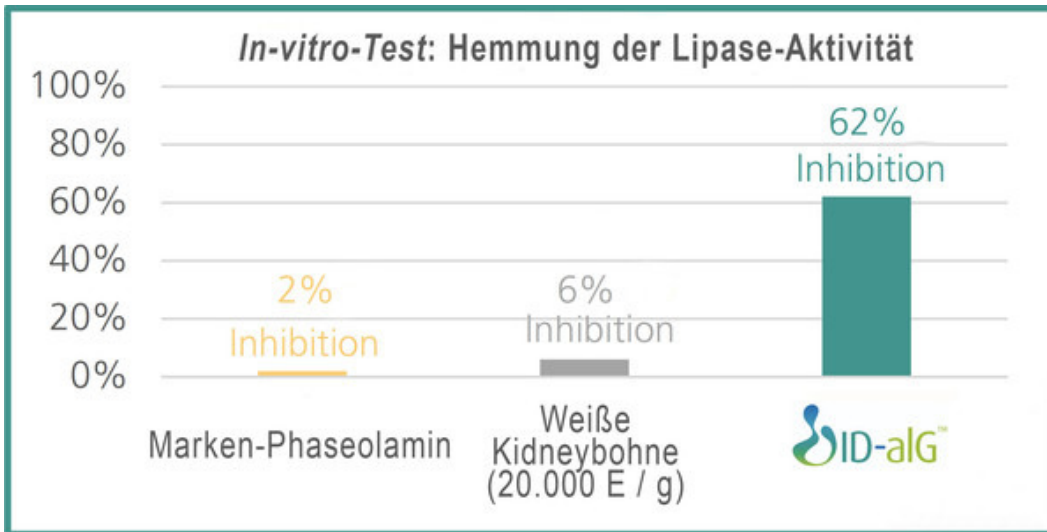 In-vitro-Test: Hemmung der Lipase-Aktivität
100%
80%
60%
40%
20%
0%
2%
Inhibition
6%
Inhibition
62%
Inhibition
Marken-Phaseolamin
Weiße
Kidneybohne
(20.000 E / g)
ID-alG™